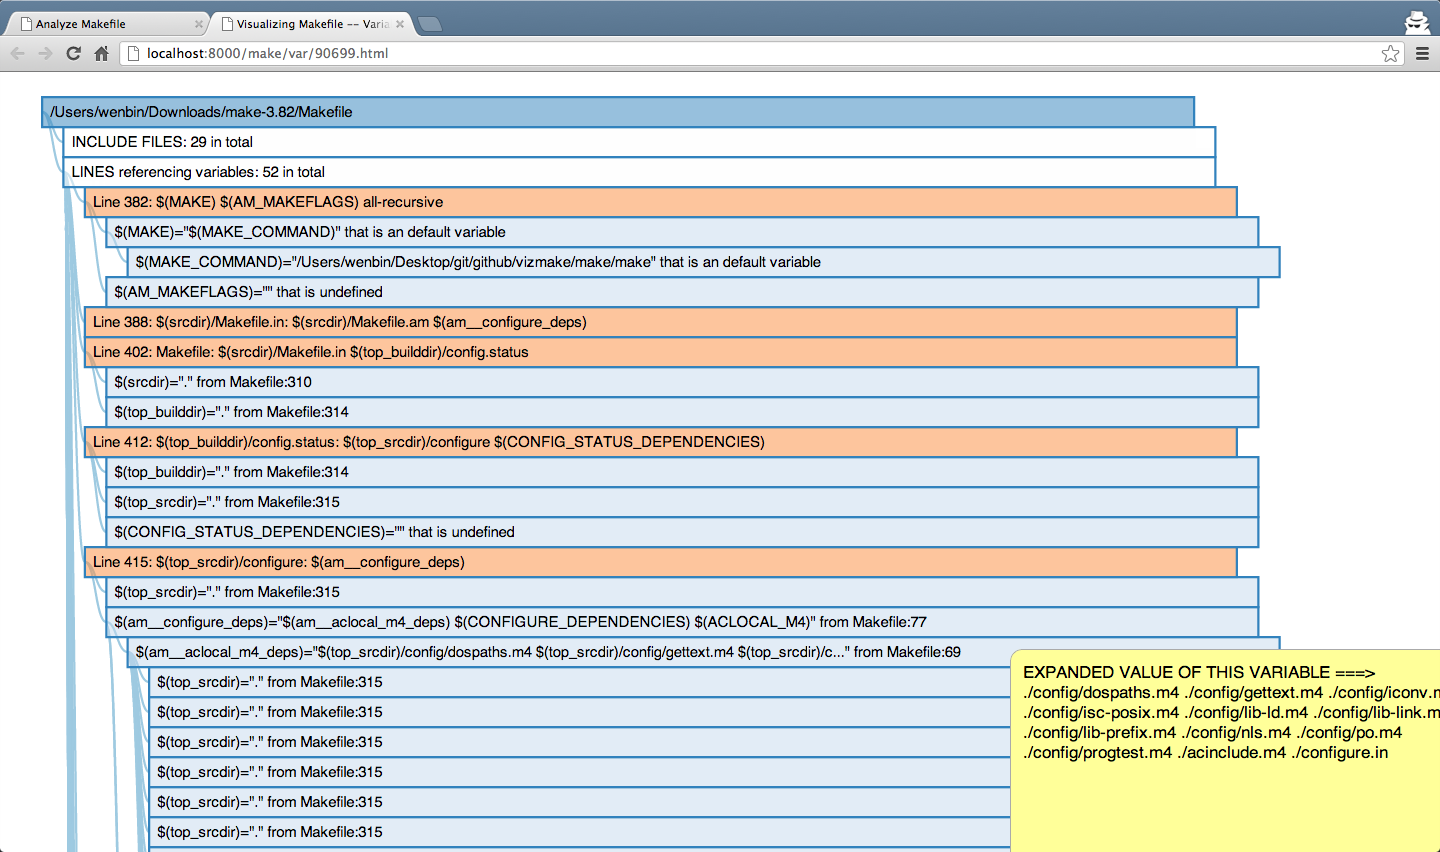 Analyze Makefile
Visualizing Makefile -- Varia
localhost:8000/make/var/90699.html
/Users/wenbin/Downloads/make-3.82/Makefile
INCLUDE FILES: 29 in total
LINES referencing variables: 52 in total
Line 382: $(MAKE) $(AM_MAKEFLAGS) all-recursive
$(MAKE)="$(MAKE_COMMAND)" that is an default variable
$(MAKE_COMMAND)="/Users/wenbin/Desktop/git/github/vizmake/make/make" that is an default variable
$(AM_MAKEFLAGS)="" that is undefined
Line 388: $(srcdir)/Makefile.in: $(srcdir)/Makefile.am $(am__configure_deps)
Line 402: Makefile: $(srcdir)/Makefile.in $(top_builddir)/config.status
$(srcdir)="." from Makefile:310
$(top_builddir)="." from Makefile:314
Line 412: $(top_builddir)/config.status: $(top_srcdir)/configure $(CONFIG_STATUS_DEPENDENCIES)
$(top_builddir)="." from Makefile:314
$(top_srcdir)="." from Makefile:315
$(CONFIG_STATUS_DEPENDENCIES)="" that is undefined
Line 415: $(top_srcdir)/configure: $(am__configure_deps)
$(top_srcdir)="." from Makefile:315
$(am__configure_deps)="$(am__aclocal_m4_deps) $(CONFIGURE_DEPENDENCIES) $(ACLOCAL_M4)" from Makefile:77
$(am__aclocal_m4_deps)="$(top_srcdir)/config/dospaths.m4 $(top_srcdir)/config/gettext.m4 $(top_srcdir)/c..." from Makefile:69
$(top_srcdir)="." from Makefile:315
$(top_srcdir)="." from Makefile:315
$(top_srcdir)="." from Makefile:315
$(top_srcdir)="." from Makefile:315
$(top_srcdir)="." from Makefile:315
$(top_srcdir)="." from Makefile:315
EXPANDED VALUE OF THIS VARIABLE ===>
./config/dospaths.m4 ./config/gettext.m4 ./config/iconv.m
./config/isc-posix.m4 ./config/lib-ld.m4 ./config/lib-link.m
./config/lib-prefix.m4 ./config/nls.m4 ./config/po.m4
./config/progtest.m4 ./acinclude.m4 ./configure.in